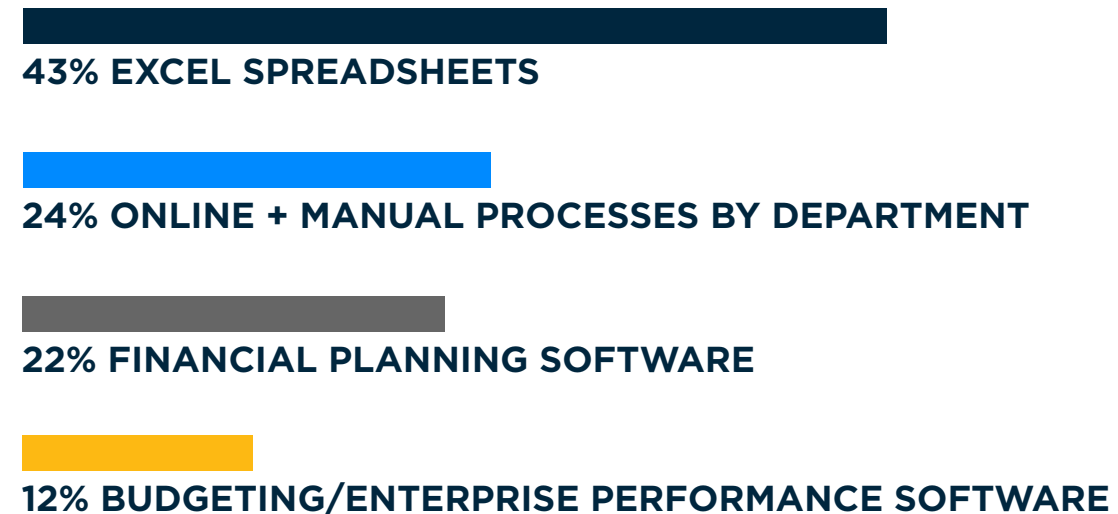 43% EXCEL SPREADSHEETS
24% ONLINE + MANUAL PROCESSES BY DEPARTMENT
22% FINANCIAL PLANNING SOFTWARE
12% BUDGETING/ENTERPRISE PERFORMANCE SOFTWARE